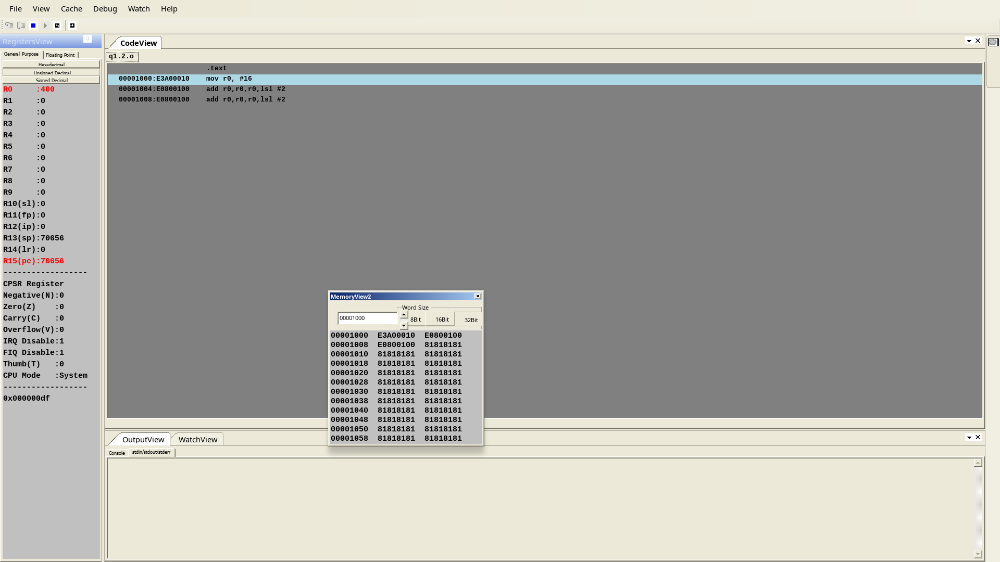 File View Cache Debug Watch Help
RegistersView
General Purpose Floating Point
Hexadecimal
Unsigned Decimal
Signed Decimal
R0 :400
R1 :0
R2 :0
R3 :0
R4 :0
R5 :0
R6 :0
R7 :0
R8 :0
R9 :0
R10(sl):0
R11(fp):0
R12(ip):0
R13(sp):70656
R14(lr):0
R15(pc):70656
------------------
CPSR Register
Negative(N):0
Zero(Z) :0
Carry(C) :0
Overflow(V):0
IRQ Disable:1
FIQ Disable:1
Thumb(T) :0
CPU Mode :System
------------------
0x000000df
CodeView
q1.2.o
.text
00001000:E3A00010 mov r0, #16
00001004:E0800100 add r0,r0,r0,lsl #2
00001008:E0800100 add r0,r0,r0,lsl #2
MemoryView2
Word Size
00001000 8Bit 16Bit 32Bit
00001000 E3A00010 E0800100
00001008 E0800100 81818181
00001010 81818181 81818181
00001018 81818181 81818181
00001020 81818181 81818181
00001028 81818181 81818181
00001030 81818181 81818181
00001038 81818181 81818181
00001040 81818181 81818181
00001048 81818181 81818181
00001050 81818181 81818181
00001058 81818181 81818181
OutputView WatchView
Console stdin/stdout/stderr